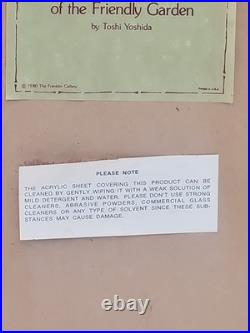 of the Friendly Garden
by Toshi Yoshida
© 1980 The Franklin Gallery
Printed in U.S.A.
PLEASE NOTE
THE ACRYLIC SHEET COVERING THIS PRODUCT CAN BE
CLEANED BY GENTLY WIPING IT WITH A WEAK SOLUTION OF
MILD DETERGENT AND WATER. PLEASE DON'T USE STRONG
CLEANERS, ABRASIVE POWDERS, COMMERCIAL GLASS
CLEANERS OR ANY TYPE OF SOLVENT SINCE THESE SUB-
STANCES MAY CAUSE DAMAGE.